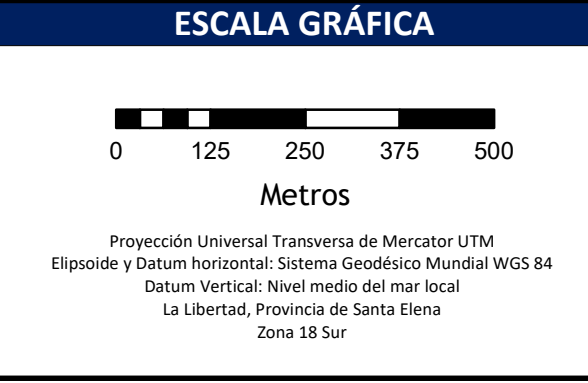 ESCALA GRÁFICA
0 125 250 375 500
Metros
Proyección Universal Transversa de Mercator UTM
Elipsoide y Datum horizontal: Sistema Geodésico Mundial WGS 84
Datum Vertical: Nivel medio del mar local
La Libertad, Provincia de Santa Elena
Zona 18 Sur